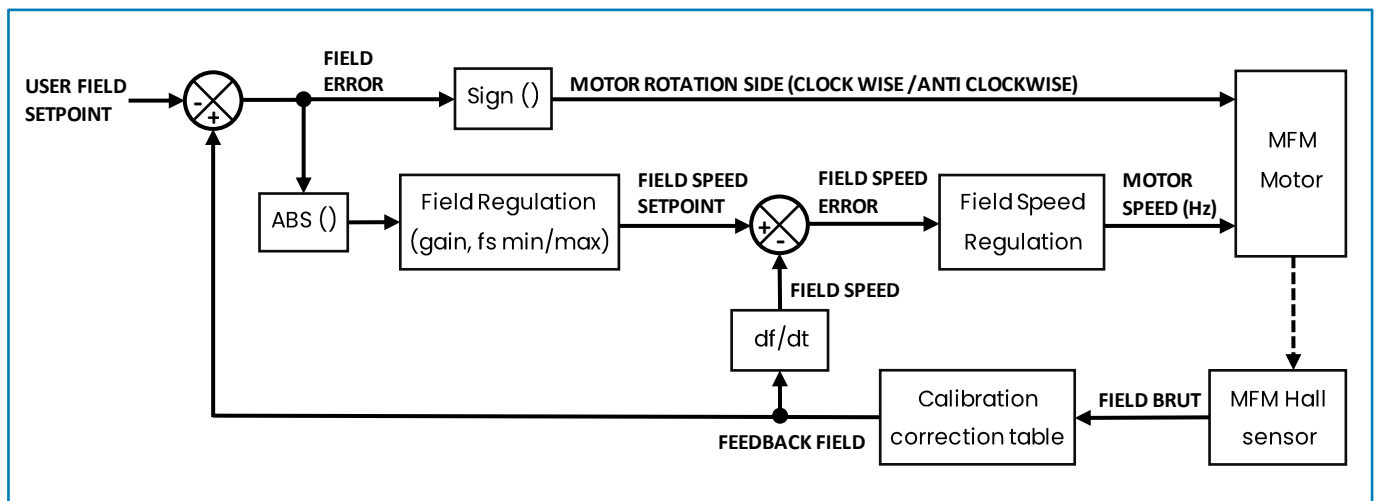 USER FIELD
SETPOINT
-
+
FIELD
ERROR
Sign ()
MOTOR ROTATION SIDE (CLOCK WISE /ANTI CLOCKWISE)
MFM
Motor
ABS ()
Field Regulation
(gain, fs min/max)
FIELD SPEED
SETPOINT
+
-
FIELD SPEED
ERROR
Field Speed
Regulation
MOTOR
SPEED (Hz)
FIELD SPEED
df/dt
FEEDBACK FIELD
Calibration
correction table
FIELD BRUT
MFM Hall
sensor